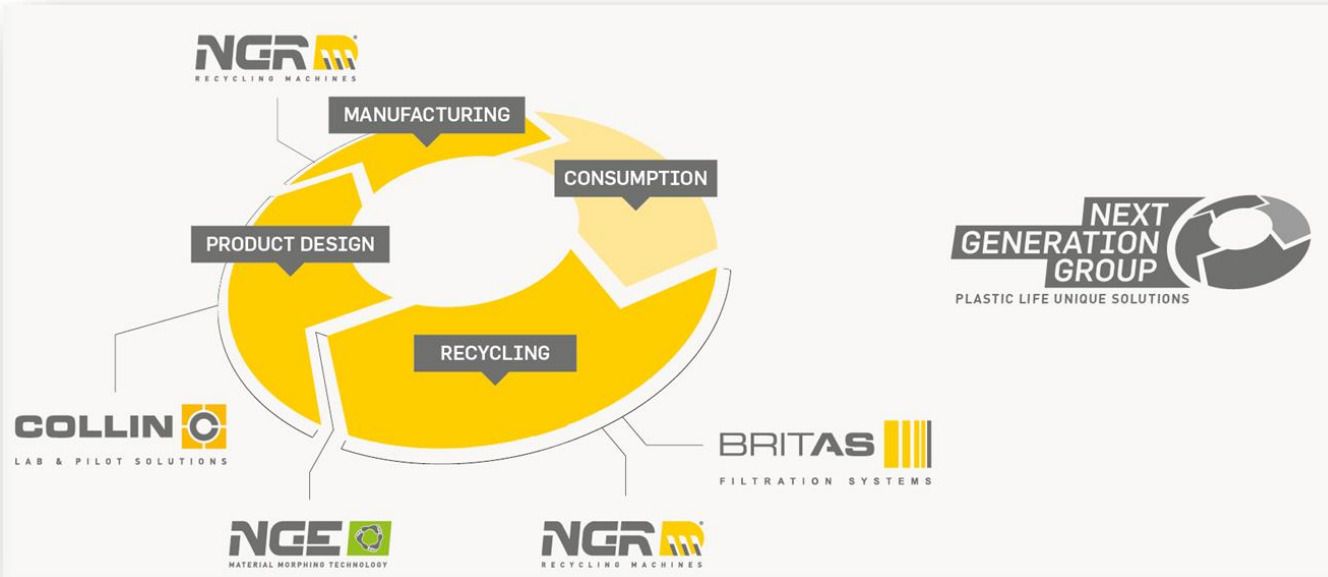 NGR
RECYCLING MACHINES
MANUFACTURING
CONSUMPTION
PRODUCT DESIGN
RECYCLING
NEXT
GENERATION
GROUP
PLASTIC LIFE UNIQUE SOLUTIONS
COLLIN C
LAB & PILOT SOLUTIONS
BRITAS
FILTRATION SYSTEMS
NGE
MATERIAL MORPHING TECHNOLOGY
NGR
RECYCLING MACHINES